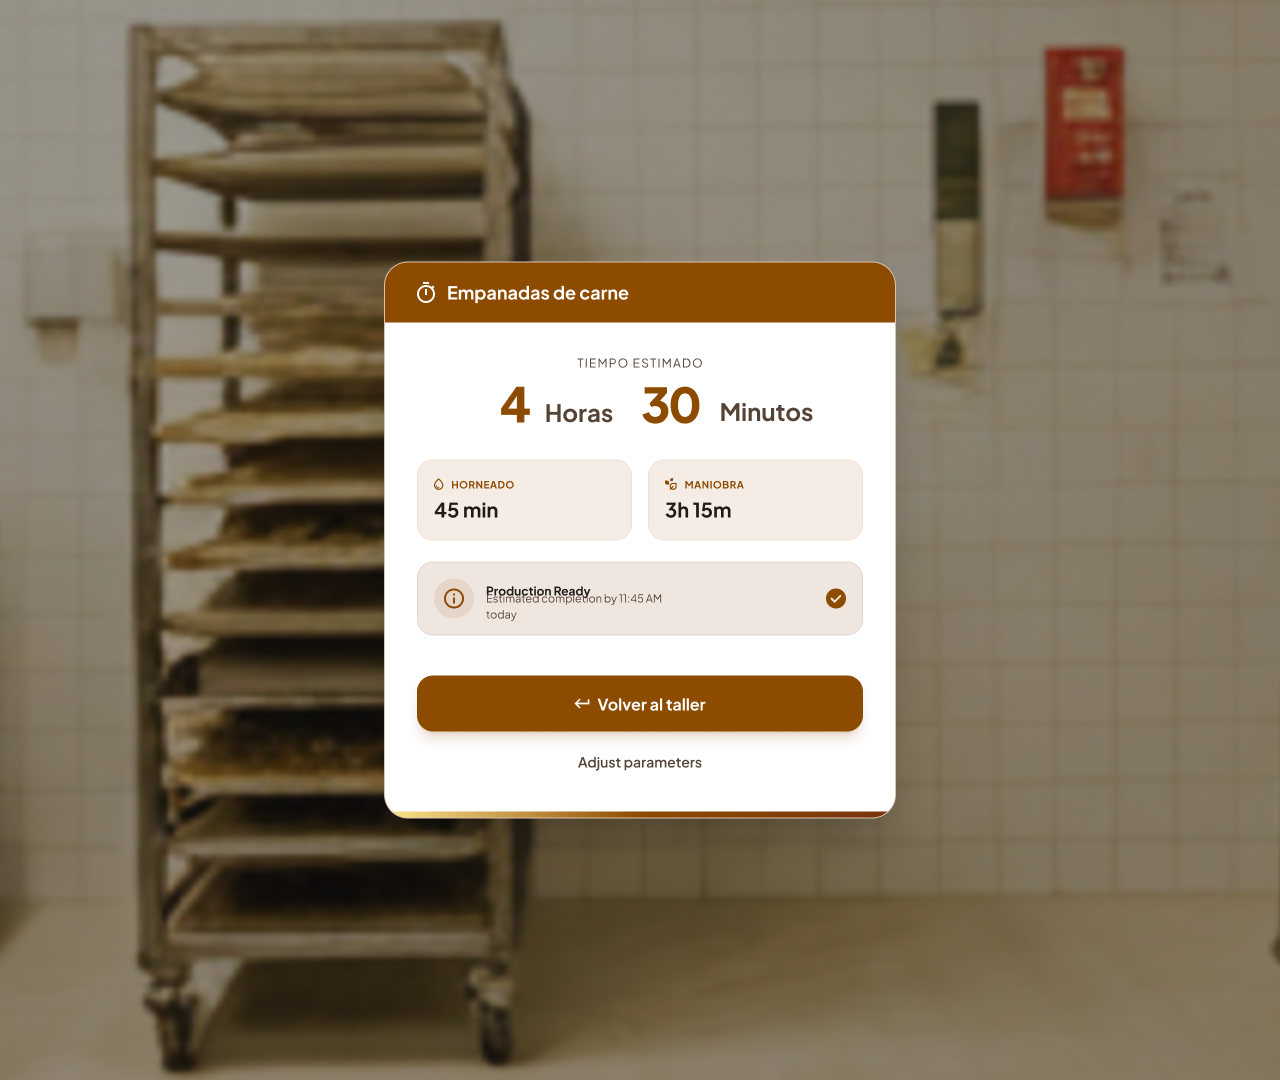 Empanadas de carne
TIEMPO ESTIMADO
4 Horas 30 Minutos
HORNEADO
45 min
MANIOBRA
3h 15m
Production Ready
Estimated completion by 11:45 AM
today
Volver al taller
Adjust parameters